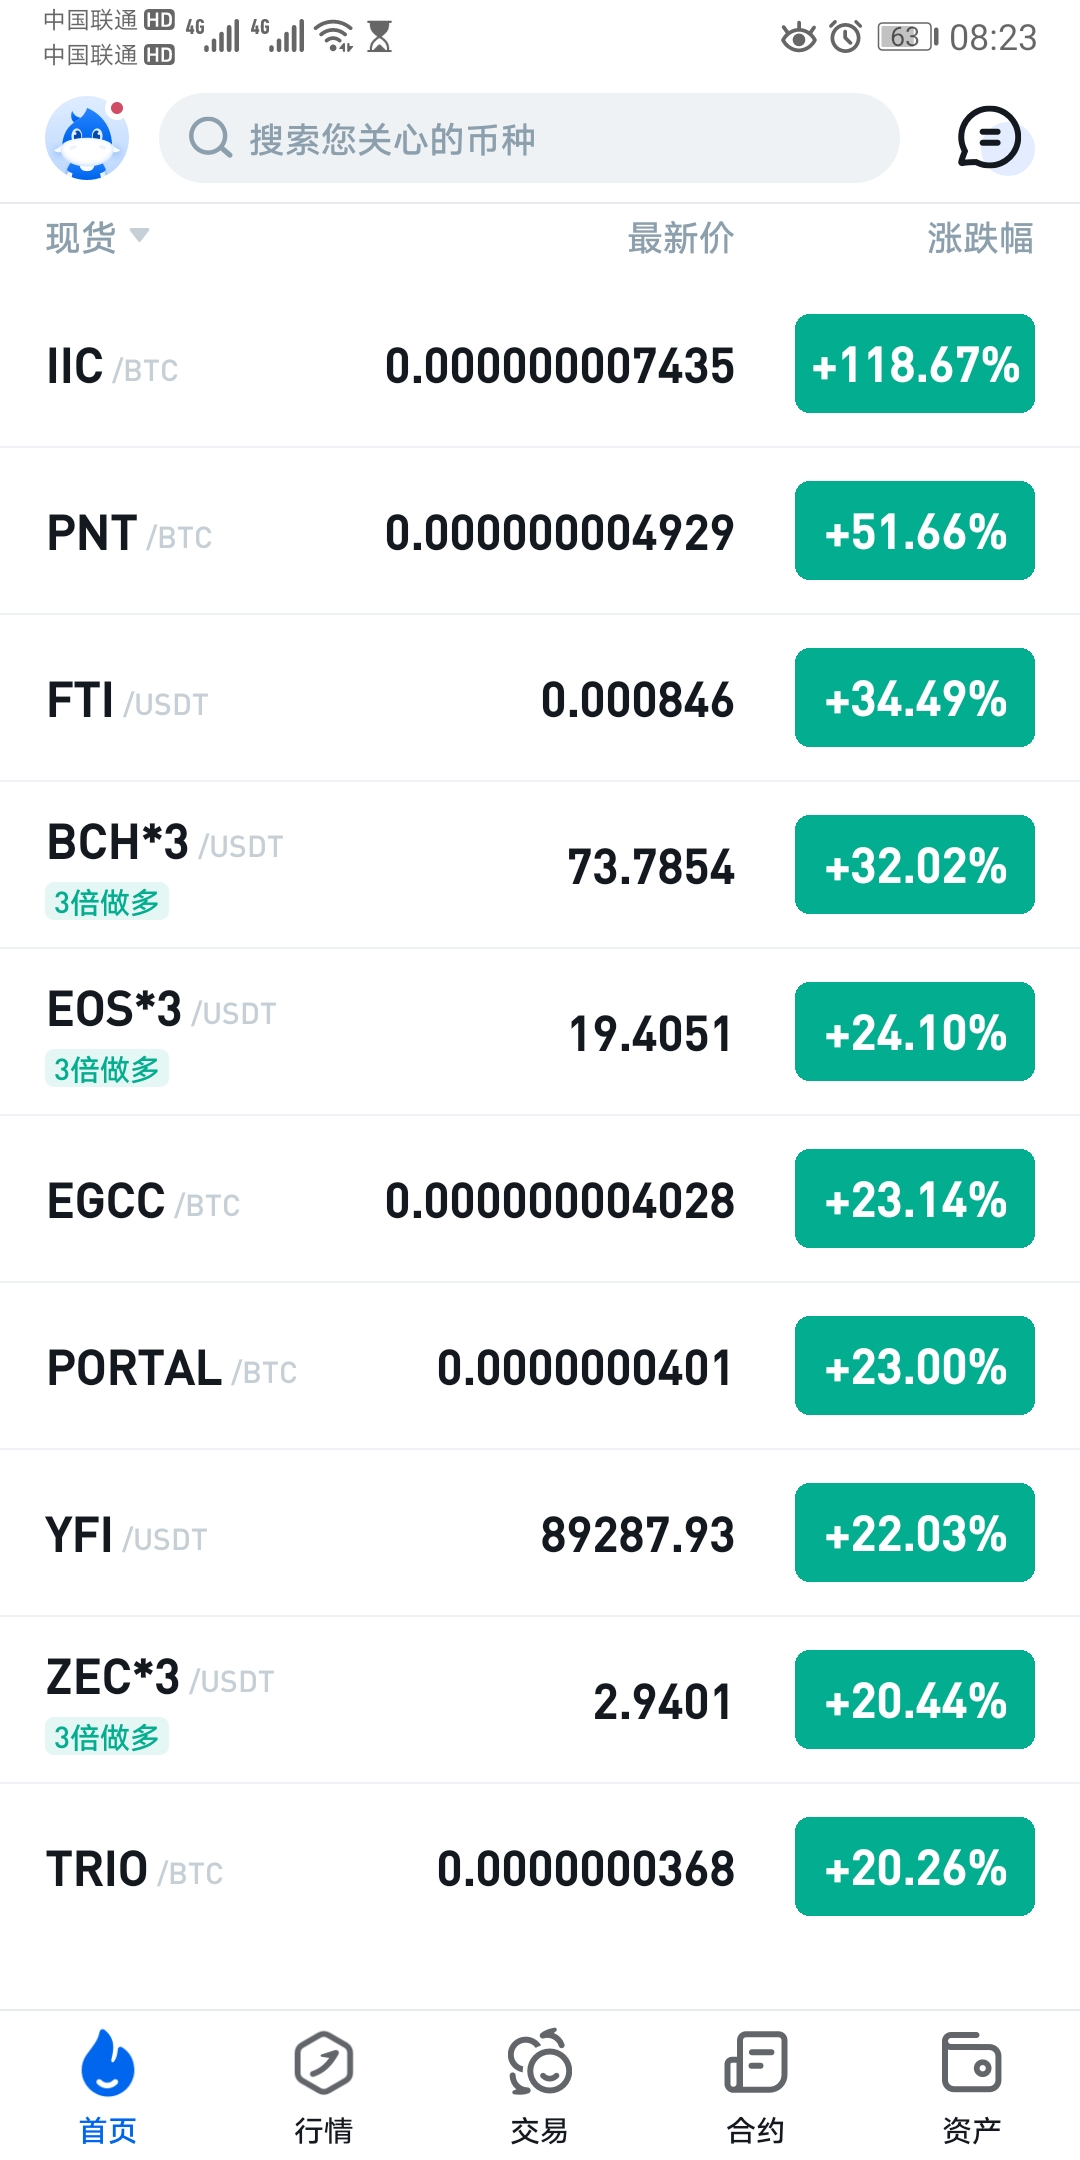 中国联通 HD 4G 4G 63 08:23
中国联通 HD
搜索您关心的币种
现货 最新价 涨跌幅
IIC /BTC 0.000000007435 +118.67%
PNT /BTC 0.000000004929 +51.66%
FTI /USDT 0.000846 +34.49%
BCH*3 /USDT 73.7854 +32.02%
3倍做多
EOS*3 /USDT 19.4051 +24.10%
3倍做多
EGCC /BTC 0.000000004028 +23.14%
PORTAL /BTC 0.0000000401 +23.00%
YFI /USDT 89287.93 +22.03%
ZEC*3 /USDT 2.9401 +20.44%
3倍做多
TRIO /BTC 0.0000000368 +20.26%
首页 行情 交易 合约 资产